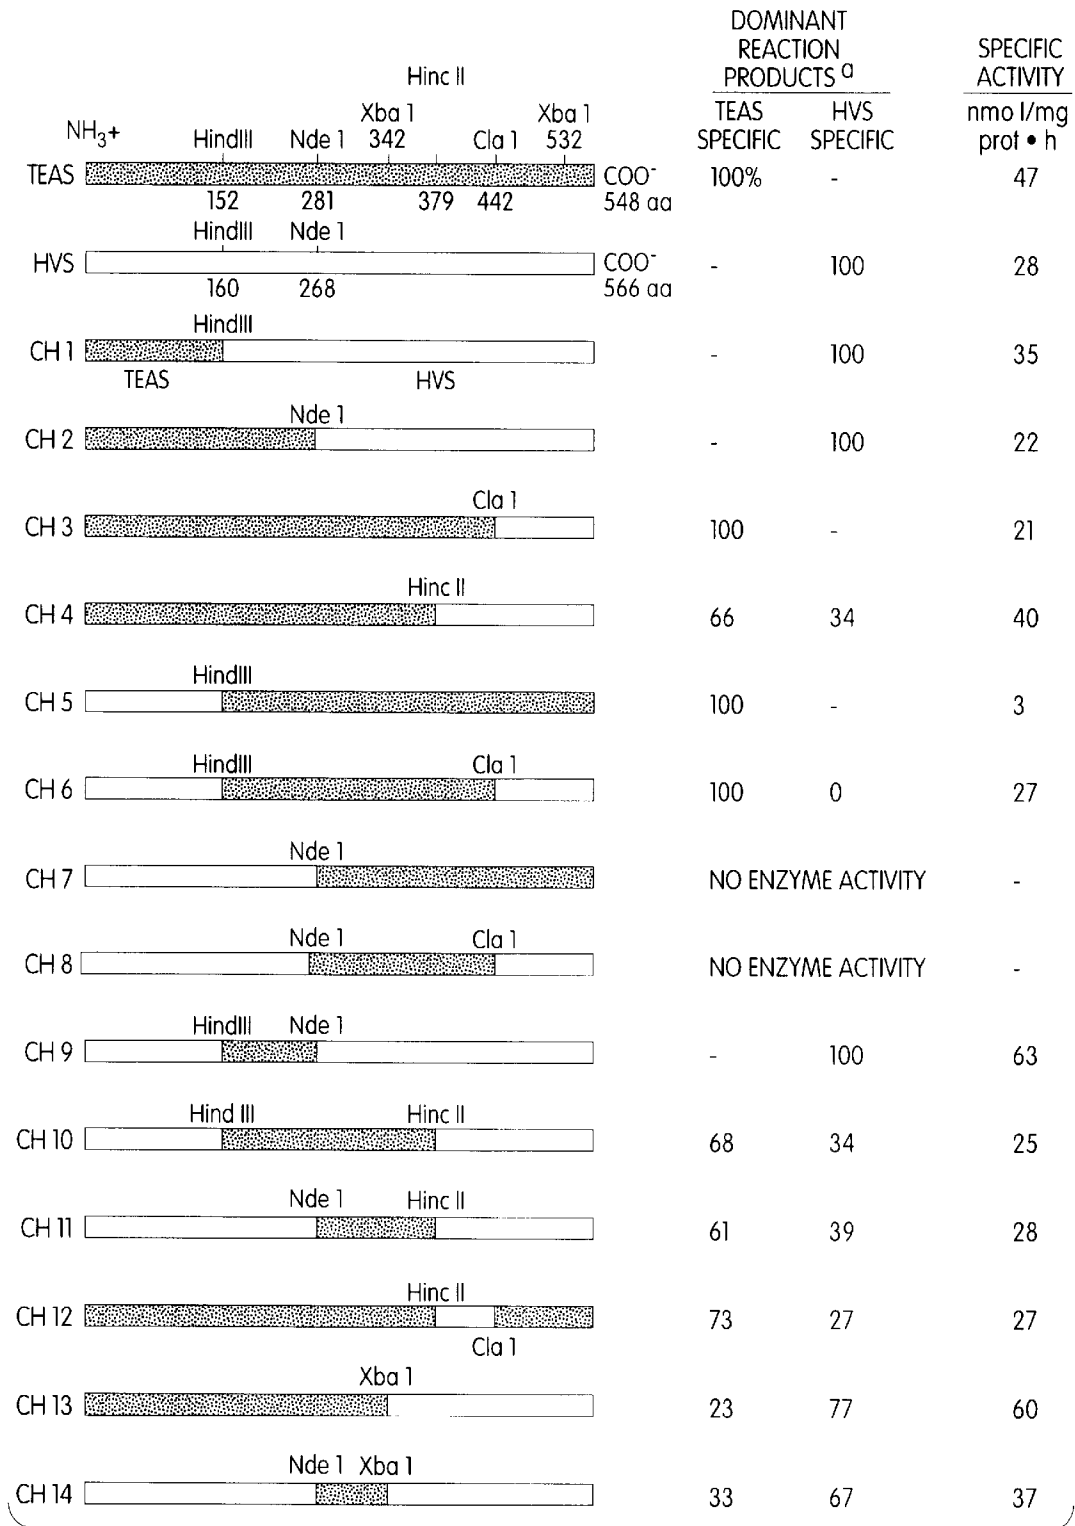 DOMINANT
REACTION
PRODUCTS a
SPECIFIC
ACTIVITY
TEAS
SPECIFIC
HVS
SPECIFIC
nmo l/mg
prot • h
Hinc II
NH3+ HindIII Nde 1 Xba 1
342 Cla 1 Xba 1
532
TEAS COO- 100% - 47
152 281 379 442 548 aa
HindIII Nde 1
HVS COO- - 100 28
160 268 566 aa
HindIII
CH 1 - 100 35
TEAS HVS
Nde 1
CH 2 - 100 22
Cla 1
CH 3 100 - 21
Hinc II
CH 4 66 34 40
HindIII
CH 5 100 - 3
HindIII Cla 1
CH 6 100 0 27
Nde 1
CH 7 NO ENZYME ACTIVITY -
Nde 1 Cla 1
CH 8 NO ENZYME ACTIVITY -
HindIII Nde 1
CH 9 - 100 63
Hind III Hinc II
CH 10 68 34 25
Nde 1 Hinc II
CH 11 61 39 28
Hinc II
CH 12 73 27 27
Cla 1
Xba 1
CH 13 23 77 60
Nde 1 Xba 1
CH 14 33 67 37